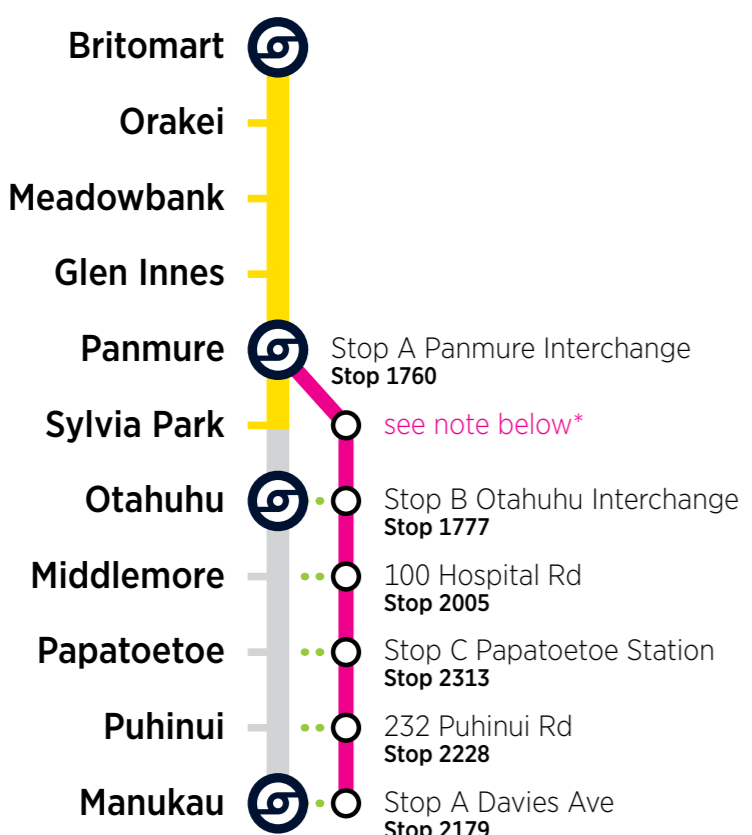 Britomart
Orakei
Meadowbank
Glen Innes
Panmure
Stop A Panmure Interchange
Stop 1760
Sylvia Park
see note below*
Otahuhu
Stop B Otahuhu Interchange
Stop 1777
Middlemore
100 Hospital Rd
Stop 2005
Papatoetoe
Stop C Papatoetoe Station
Stop 2313
Puhinui
232 Puhinui Rd
Stop 2228
Manukau
Stop A Davies Ave
Stop 2179